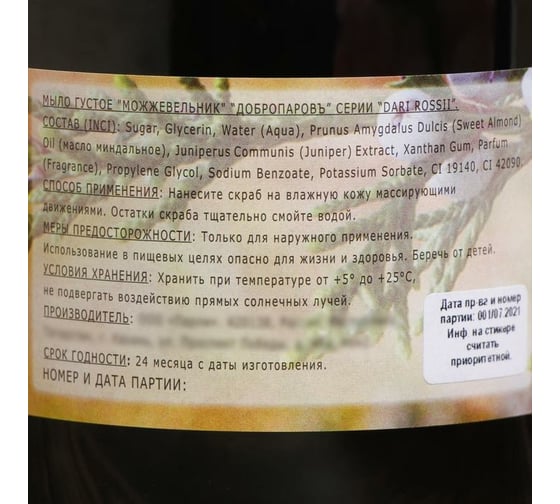 МЫЛО ГУСТОЕ "МОЖЖЕВЕЛЬНИК" "ДОБРОПАРОВЪ" СЕРИИ "DARI ROSSII".
СОСТАВ (INCI): Sugar, Glycerin, Water (Aqua), Prunus Amygdalus Dulcis (Sweet Almond)
Oil (масло миндальное), Juniperus Communis (Juniper) Extract, Xanthan Gum, Parfum
(Fragrance), Propylene Glycol, Sodium Benzoate, Potassium Sorbate, CI 19140, CI 42090.
СПОСОБ ПРИМЕНЕНИЯ: Нанесите скраб на влажную кожу массирующими
движениями. Остатки скраба тщательно смойте водой.
МЕРЫ ПРЕДОСТОРОЖНОСТИ: Только для наружного применения.
Использование в пищевых целях опасно для жизни и здоровья. Беречь от детей.
УСЛОВИЯ ХРАНЕНИЯ: Хранить при температуре от +5° до +25°C,
не подвергать воздействию прямых солнечных лучей.
ПРОИЗВОДИТЕЛЬ:
СРОК ГОДНОСТИ: 24 месяца с даты изготовления.
НОМЕР И ДАТА ПАРТИИ:
Дата пр-ва и номер
партии: 001/07.2021
Инф. на стикере
считать
приоритетной.